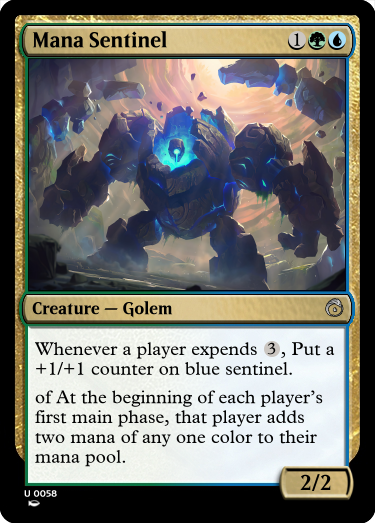 Mana Sentinel 1
Creature — Golem
Whenever a player expends 3, Put a
+1/+1 counter on blue sentinel.
of At the beginning of each player's
first main phase, that player adds
two mana of any one color to their
mana pool.
2/2
U 0058